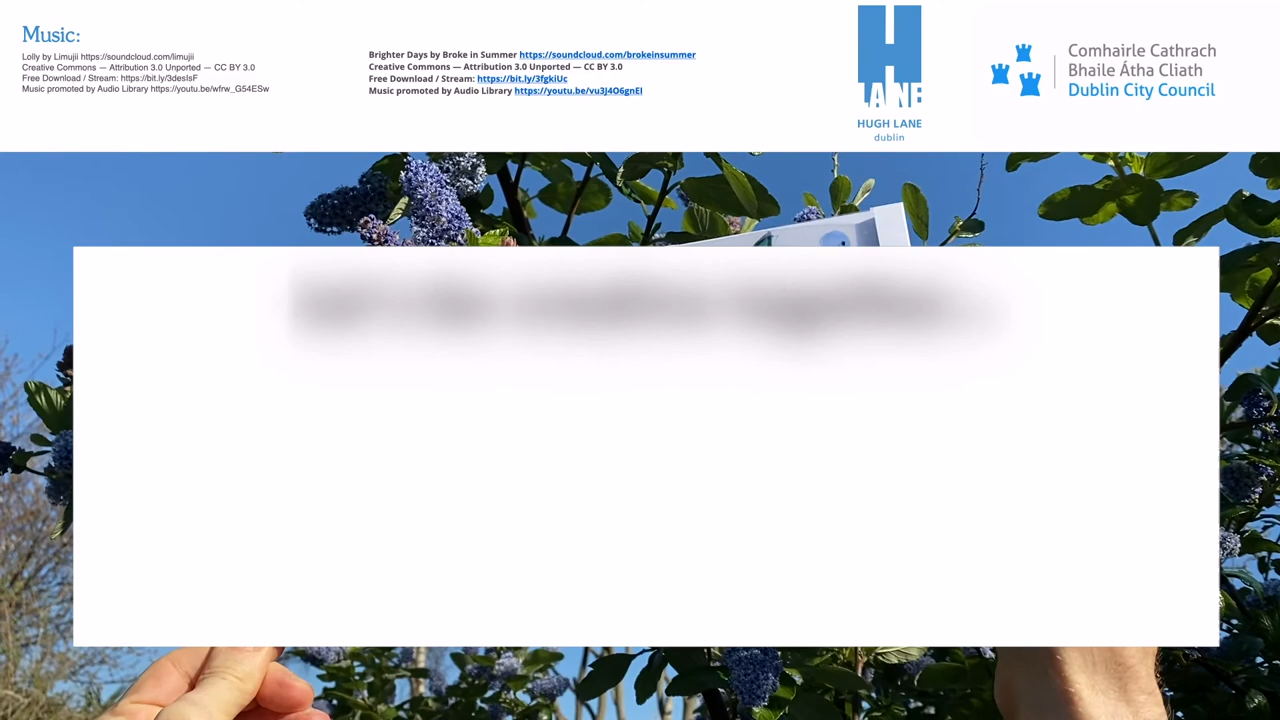 Music:
Lolly by Limujii https://soundcloud.com/limujii
Creative Commons — Attribution 3.0 Unported — CC BY 3.0
Free Download / Stream: https://bit.ly/3desIsF
Music promoted by Audio Library https://youtu.be/wfrw_G54ESw
Brighter Days by Broke in Summer https://soundcloud.com/brokeinsummer
Creative Commons — Attribution 3.0 Unported — CC BY 3.0
Free Download / Stream: https://bit.ly/3fgkiUc
Music promoted by Audio Library https://youtu.be/vu3J4O6gnEI
H
LANE
HUGH LANE
dublin
Comhairle Cathrach
Bhaile Átha Cliath
Dublin City Council